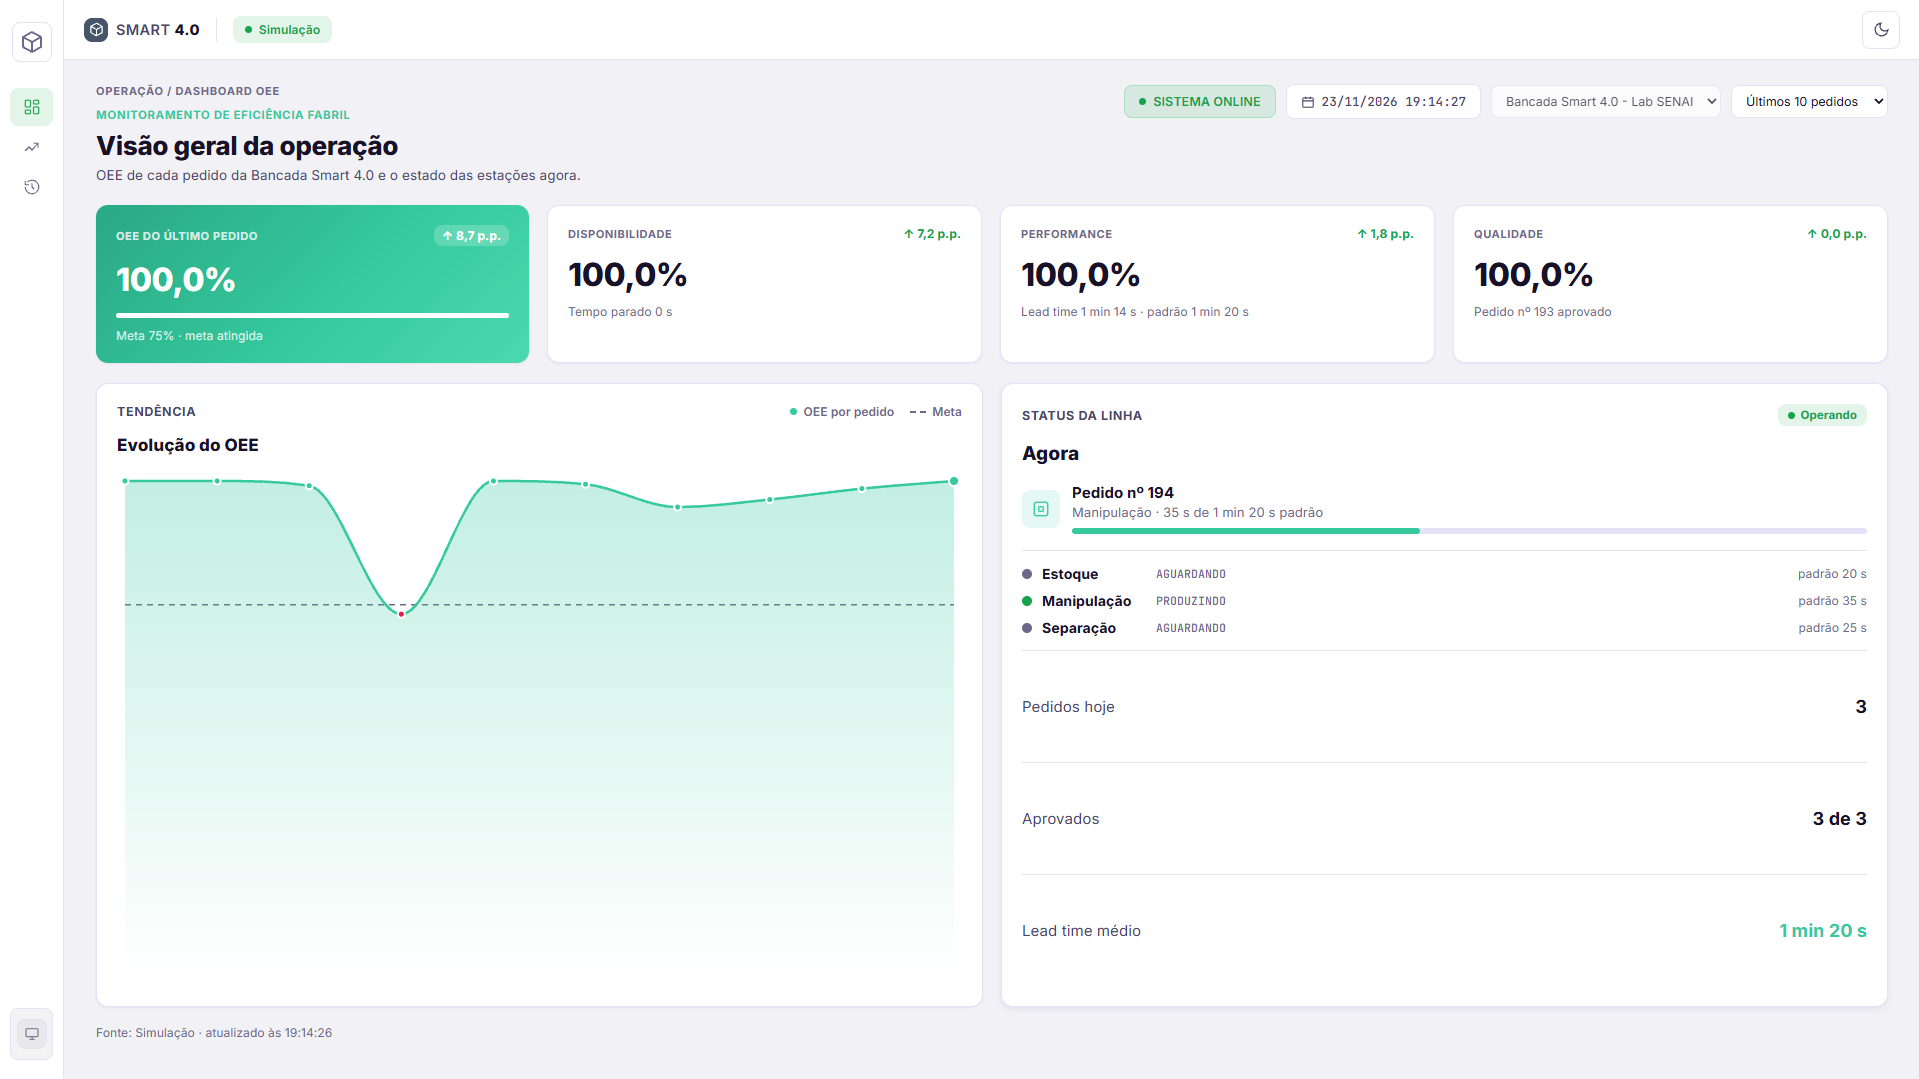 SMART 4.0
Simulação
OPERAÇÃO / DASHBOARD OEE
MONITORAMENTO DE EFICIÊNCIA FABRIL
Visão geral da operação
OEE de cada pedido da Bancada Smart 4.0 e o estado das estações agora.
SISTEMA ONLINE
23/11/2026 19:14:27
Bancada Smart 4.0 - Lab SENAI
Últimos 10 pedidos
OEE DO ÚLTIMO PEDIDO
↑ 8,7 p.p.
100,0%
Meta 75% · meta atingida
DISPONIBILIDADE
↑ 7,2 p.p.
100,0%
Tempo parado 0 s
PERFORMANCE
↑ 1,8 p.p.
100,0%
Lead time 1 min 14 s · padrão 1 min 20 s
QUALIDADE
↑ 0,0 p.p.
100,0%
Pedido nº 193 aprovado
TENDÊNCIA
OEE por pedido
Meta
Evolução do OEE
STATUS DA LINHA
Operando
Agora
Pedido nº 194
Manipulação · 35 s de 1 min 20 s padrão
Estoque AGUARDANDO padrão 20 s
Manipulação PRODUZINDO padrão 35 s
Separação AGUARDANDO padrão 25 s
Pedidos hoje 3
Aprovados 3 de 3
Lead time médio 1 min 20 s
Fonte: Simulação · atualizado às 19:14:26